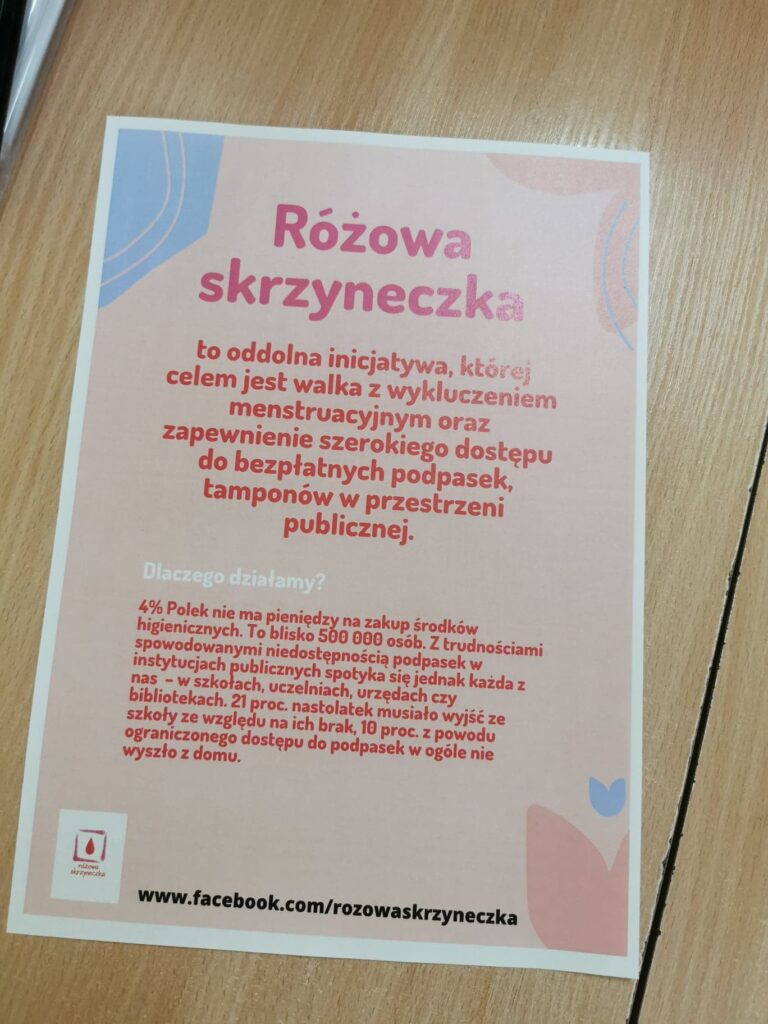 Różowa
skrzyneczka
to oddolna inicjatywa, której
celem jest walka z wykluczeniem
menstruacyjnym oraz
zapewnienie szerokiego dostępu
do bezpłatnych podpasek,
tamponów w przestrzeni
publicznej.
Dlaczego działamy?
4% Polek nie ma pieniędzy na zakup środków
higienicznych. To blisko 500 000 osób. Z trudnościami
spowodowanymi niedostępnością podpasek w
instytucjach publicznych spotyka się jednak każda z
nas – w szkołach, uczelniach, urzędach czy
bibliotekach. 21 proc. nastolatek musiało wyjść ze
szkoły ze względu na ich brak, 10 proc. z powodu
ograniczonego dostępu do podpasek w ogóle nie
wyszło z domu.
różowa
skrzyneczka
www.facebook.com/rozowaskrzyneczka